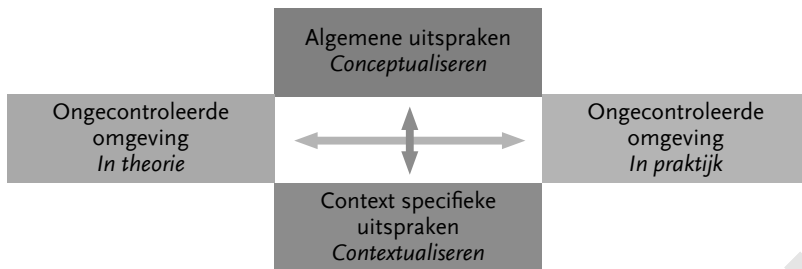 Algemene uitspraken
Conceptualiseren
Ongecontroleerde
omgeving
In theorie
Ongecontroleerde
omgeving
In praktijk
Context specifieke
uitspraken
Contextualiseren